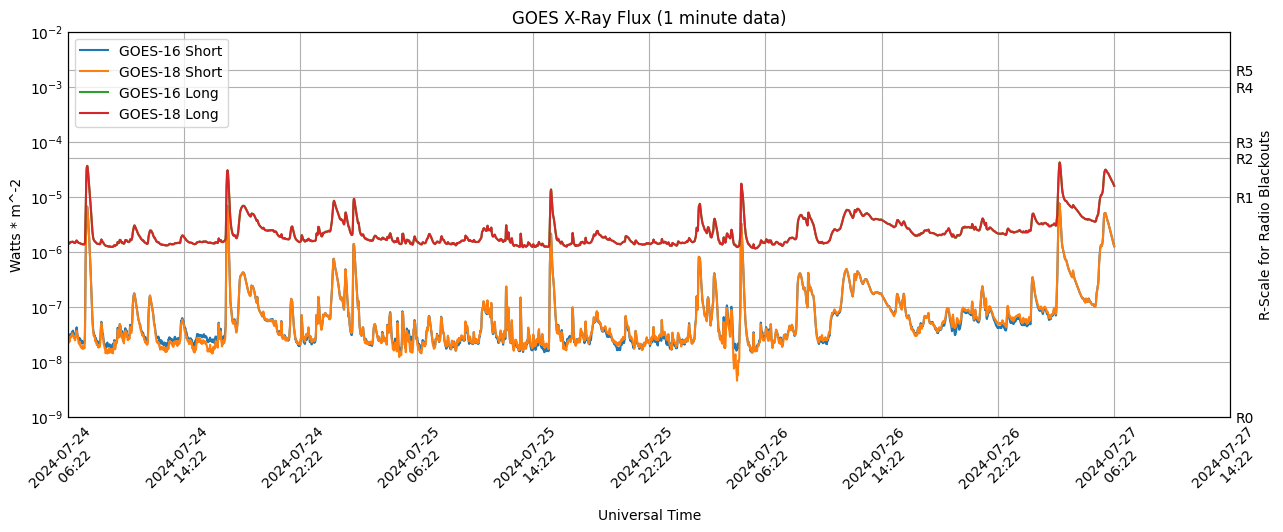 GOES X-Ray Flux (1 minute data)
GOES-16 Short
GOES-18 Short
GOES-16 Long
GOES-18 Long
10^-2
10^-3
10^-4
10^-5
10^-6
10^-7
10^-8
10^-9
Watts * m^-2
R5
R4
R3
R2
R1
R0
R-Scale for Radio Blackouts
2024-07-24
06:22
2024-07-24
14:22
2024-07-24
22:22
2024-07-25
06:22
2024-07-25
14:22
2024-07-25
22:22
2024-07-26
06:22
2024-07-26
14:22
2024-07-26
22:22
2024-07-27
06:22
2024-07-27
14:22
Universal Time